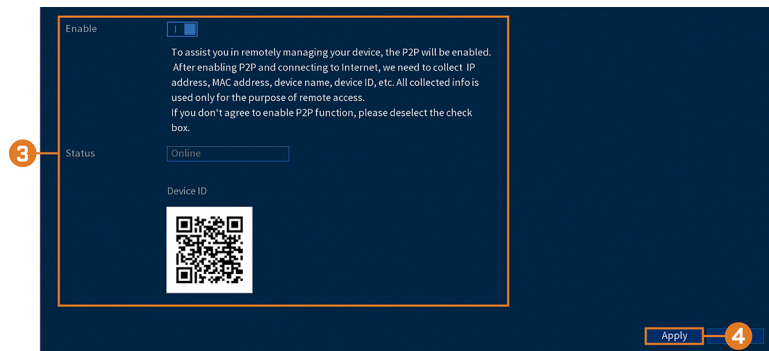 Enable
To assist you in remotely managing your device, the P2P will be enabled.
After enabling P2P and connecting to Internet, we need to collect IP
address, MAC address, device name, device ID, etc. All collected info is
used only for the purpose of remote access.
If you don't agree to enable P2P function, please deselect the check
box.
3
Status
Online
Device ID
Apply
4